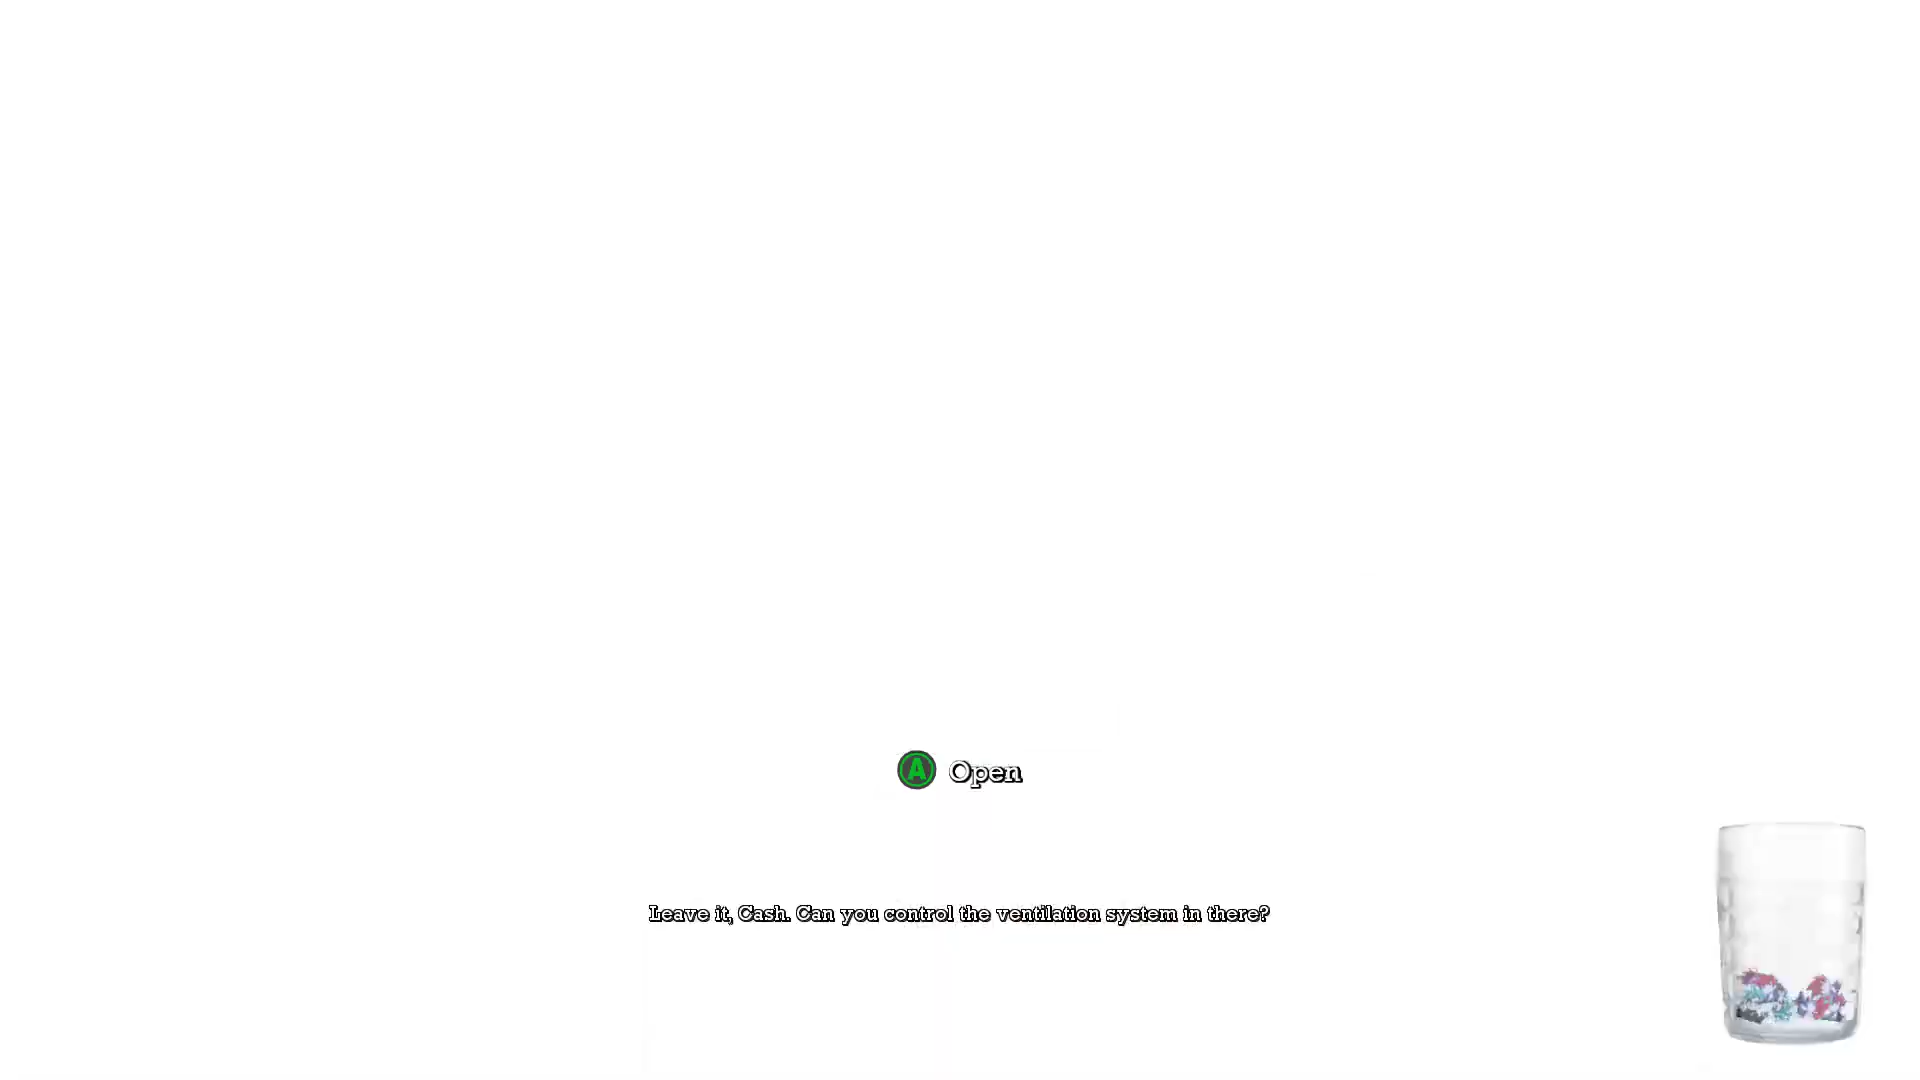 A Open
Leave it, Cash. Can you control the ventilation system in there?